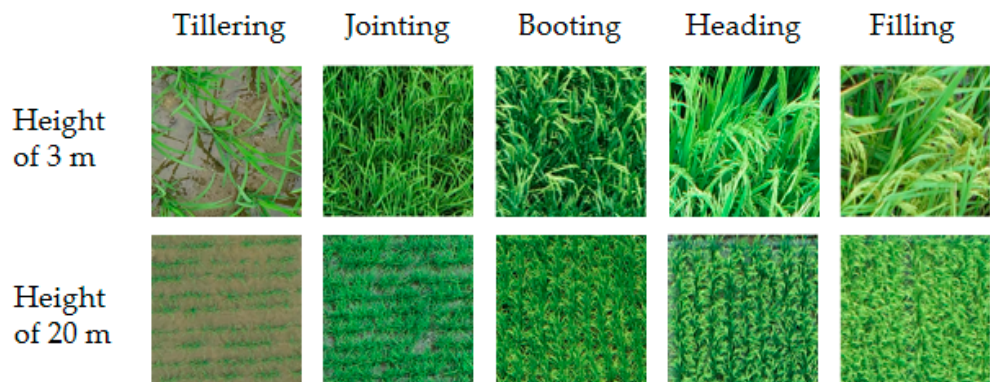 Tillering Jointing Booting Heading Filling
Height
of 3 m
Height
of 20 m